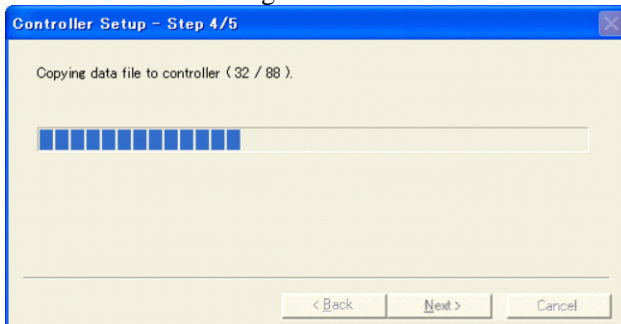 Controller Setup - Step 4/5
Copying data file to controller ( 32 / 88 ).
< Back
Next >
Cancel